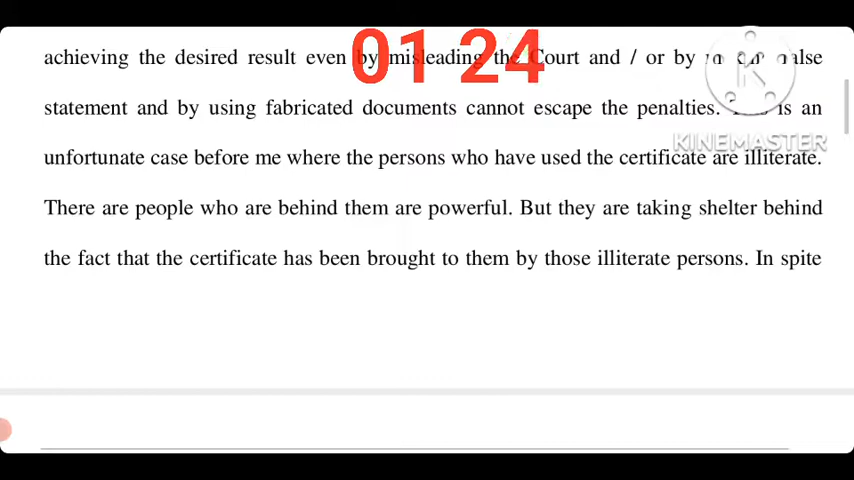 01 24
achieving the desired result even by misleading the Court and / or by
statement and by using fabricated documents cannot escape the penalties. is an
KINEMASTER
unfortunate case before me where the persons who have used the certificate are illiterate.
There are people who are behind them are powerful. But they are taking shelter behind
the fact that the certificate has been brought to them by those illiterate persons. In spite